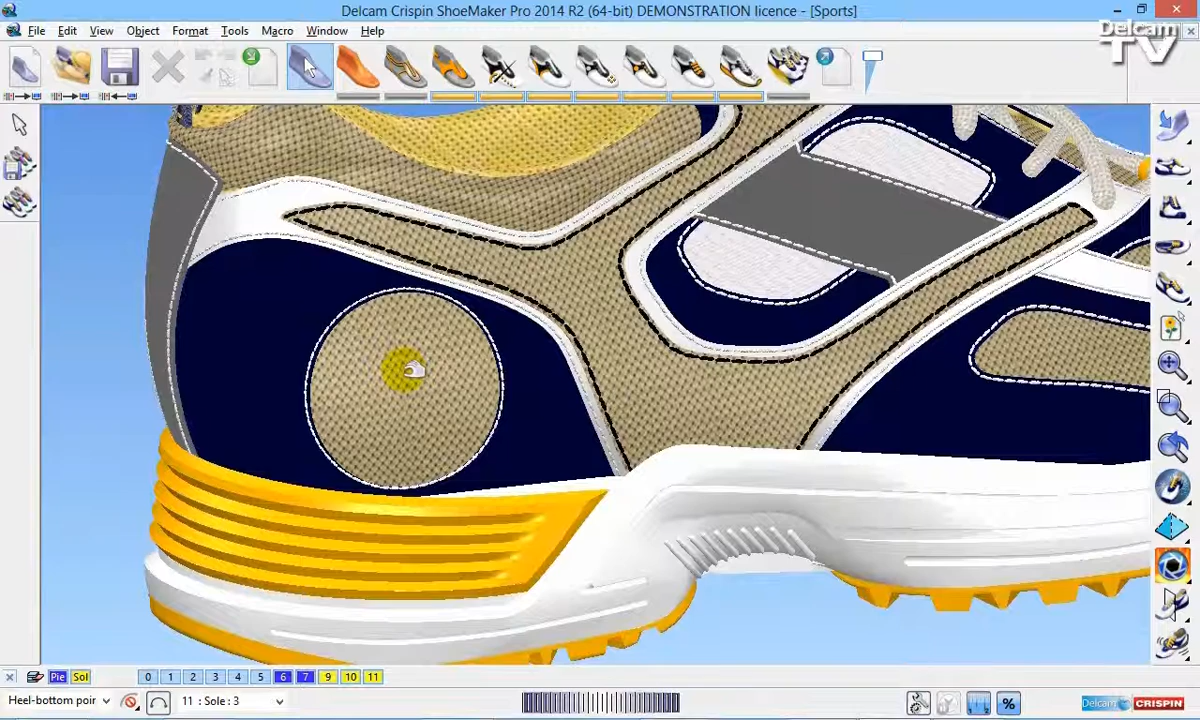 Delcam Crispin ShoeMaker Pro 2014 R2 (64-bit) DEMONSTRATION licence - [Sports]
File Edit View Object Format Tools Macro Window Help
Delcam
TV
Pie Sol 0 1 2 3 4 5 6 7 9 10 11
Heel-bottom poir 11 : Sole : 3 % Delcam CRISPIN